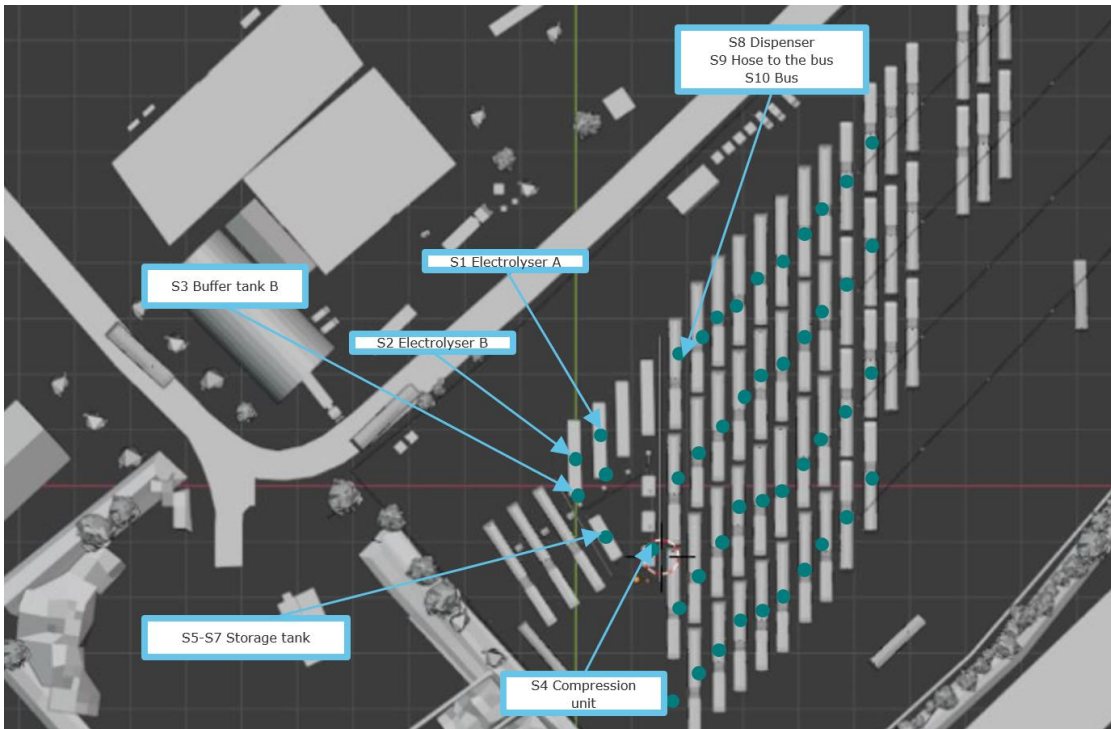 S8 Dispenser
S9 Hose to the bus
S10 Bus
S1 Electrolyser A
S3 Buffer tank B
S2 Electrolyser B
S5-S7 Storage tank
S4 Compression
unit